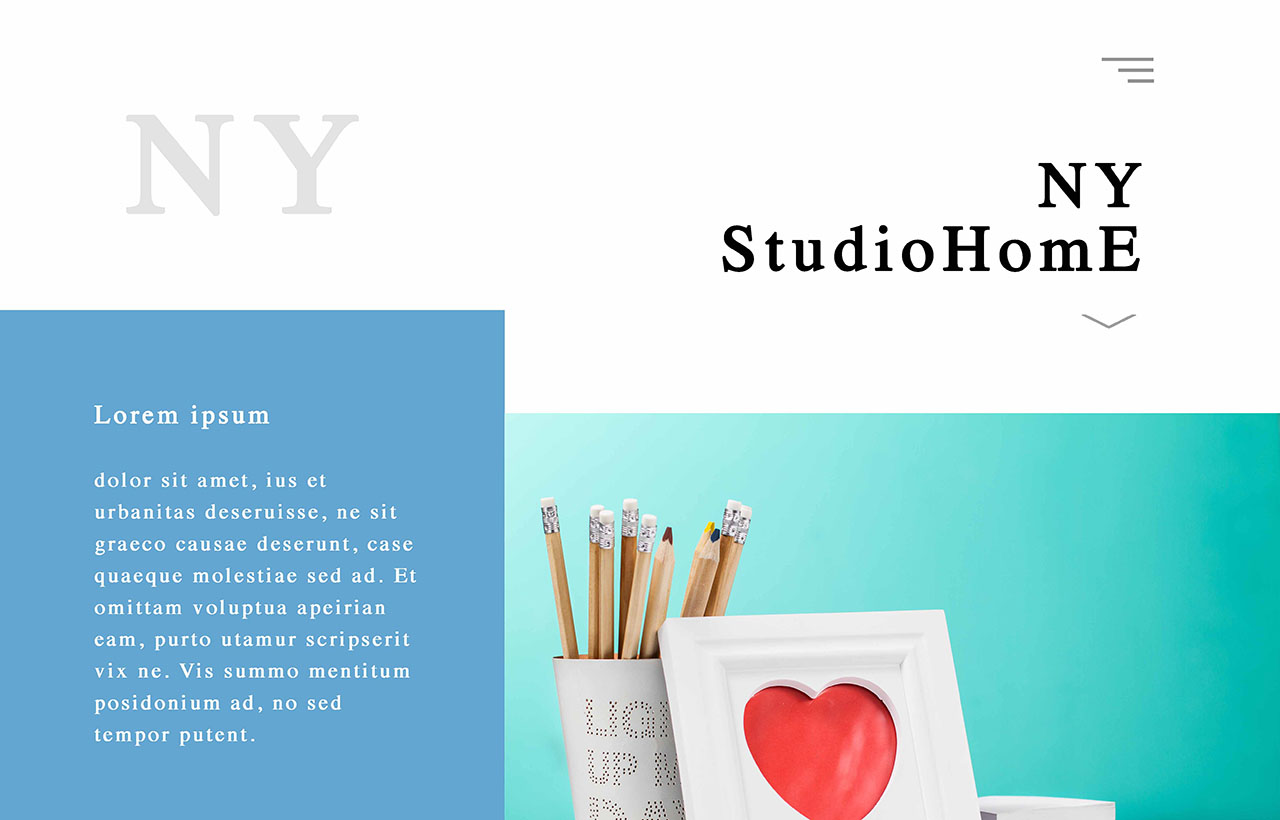 NY
NY
StudioHomE
Lorem ipsum
dolor sit amet, ius et
urbanitas deseruisse, ne sit
graeco causae deserunt, case
quaeque molestiae sed ad. Et
omittam voluptua apeirian
eam, purto utamur scripserit
vix ne. Vis summo mentitum
posidonium ad, no sed
tempor putent.
UP